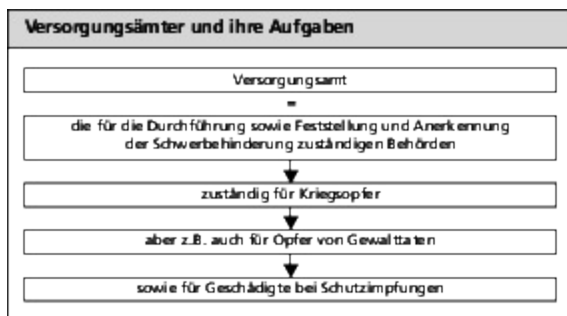 Versorgungsämter und ihre Aufgaben
Versorgungsamt
=
die für die Durchführung sowie Feststellung und Anerkennung
der Schwerbehinderung zuständigen Behörden
zuständig für Kriegsopfer
aber z.B. auch für Opfer von Gewalttaten
sowie für Geschädigte bei Schutzimpfungen